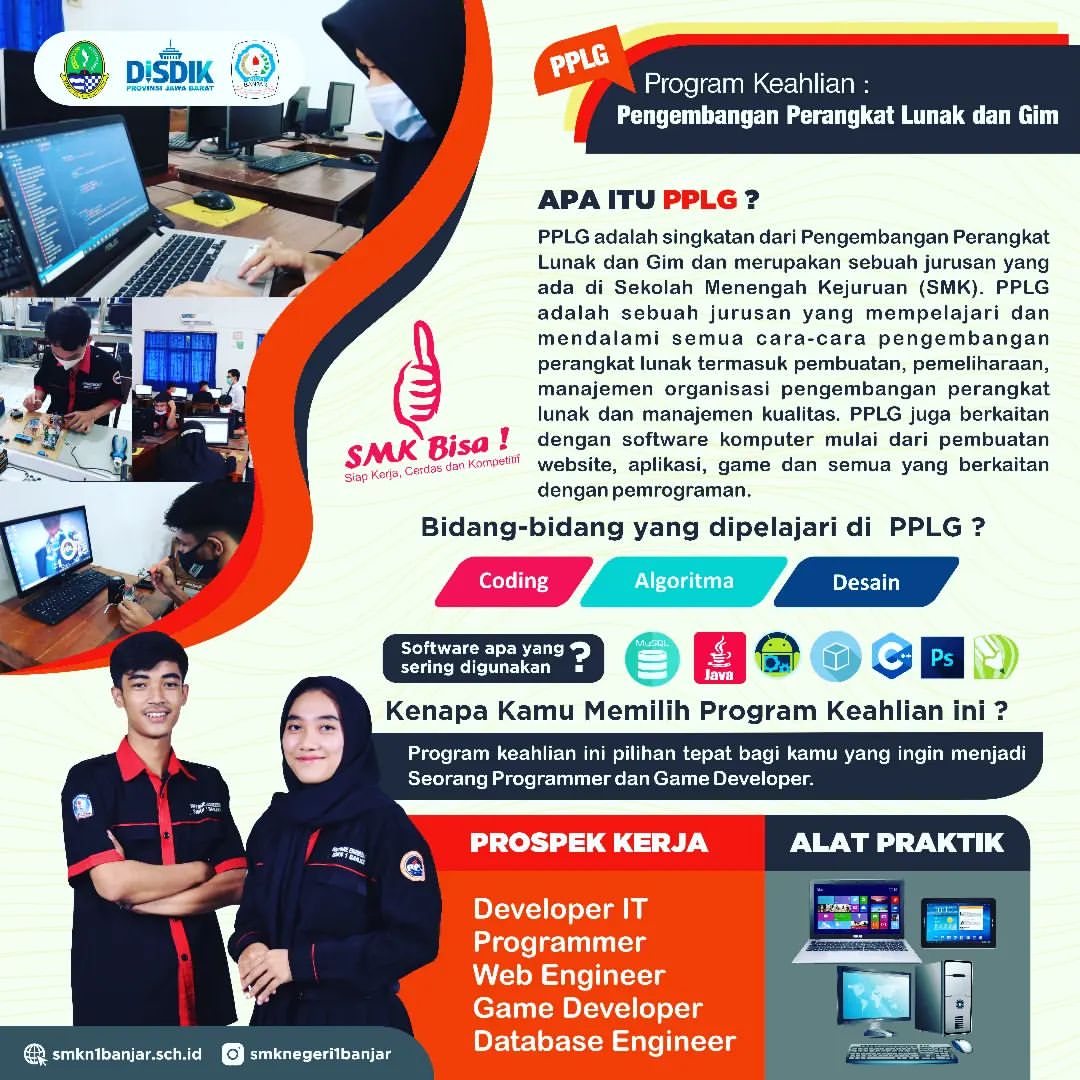 DISDIK
PROVINSI JAWA BARAT
BANJAR
PPLG
Program Keahlian :
Pengembangan Perangkat Lunak dan Gim
APA ITU PPLG ?
PPLG adalah singkatan dari Pengembangan Perangkat
Lunak dan Gim dan merupakan sebuah jurusan yang
ada di Sekolah Menengah Kejuruan (SMK). PPLG
adalah sebuah jurusan yang mempelajari dan
mendalami semua cara-cara pengembangan
perangkat lunak termasuk pembuatan, pemeliharaan,
manajemen organisasi pengembangan perangkat
lunak dan manajemen kualitas. PPLG juga berkaitan
dengan software komputer mulai dari pembuatan
website, aplikasi, game dan semua yang berkaitan
dengan pemrograman.
SMK Bisa !
Siap Kerja, Cerdas dan Kompetitif
Bidang-bidang yang dipelajari di PPLG ?
Coding
Algoritma
Desain
Software apa yang
sering digunakan ?
MySQL
Java
C++
Ps
Kenapa Kamu Memilih Program Keahlian ini ?
Program keahlian ini pilihan tepat bagi kamu yang ingin menjadi
Seorang Programmer dan Game Developer.
PROSPEK KERJA
Developer IT
Programmer
Web Engineer
Game Developer
Database Engineer
ALAT PRAKTIK
smkn1banjar.sch.id
smknegeri1banjar